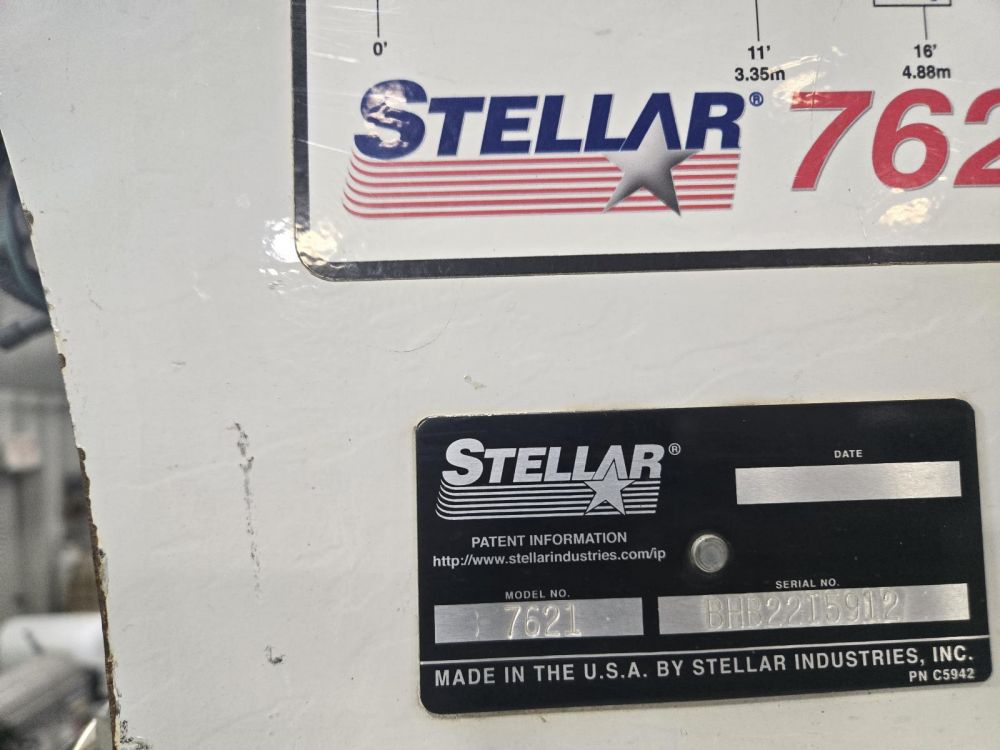 0'
11'
16'
3.35m
4.88m
STELLAR® 762
STELLAR®
DATE
PATENT INFORMATION
http://www.stellarindustries.com/ip
MODEL NO.
SERIAL NO.
7621
BHB22I5912
MADE IN THE U.S.A. BY STELLAR INDUSTRIES, INC.
PN C5942